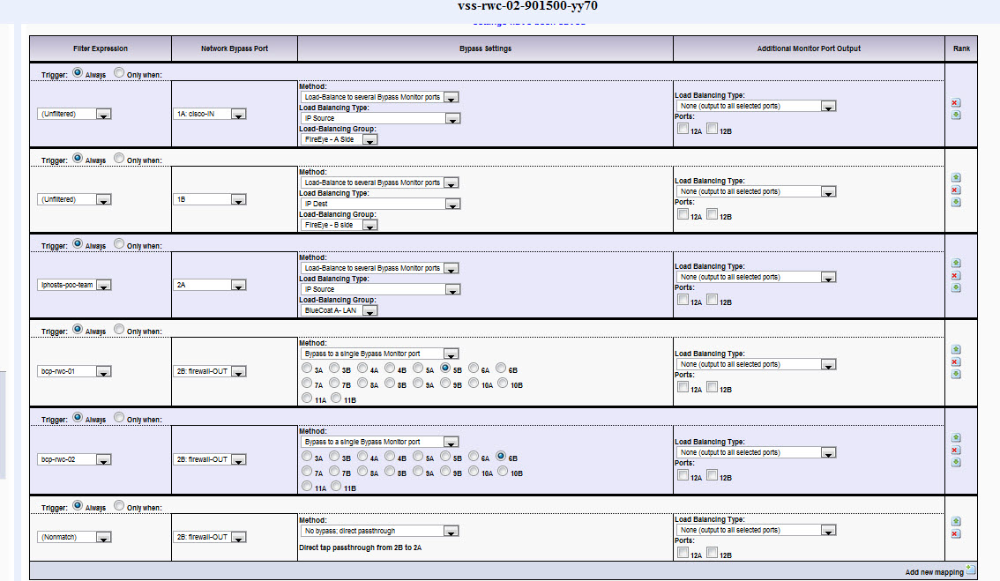 vss-rwc-02-901500-yy70
Filter Expression Network Bypass Port Bypass Settings Additional Monitor Port Output Rank
Trigger: Always Only when:
(Unfiltered) 1A: cisco-IN
Method:
Load-Balance to several Bypass Monitor ports
Load Balancing Type:
IP Source
Load-Balancing Group:
FireEye - A Side
Load Balancing Type:
None (output to all selected ports)
Ports:
12A 12B
Trigger: Always Only when:
(Unfiltered) 1B
Method:
Load-Balance to several Bypass Monitor ports
Load Balancing Type:
IP Dest
Load-Balancing Group:
FireEye - B side
Load Balancing Type:
None (output to all selected ports)
Ports:
12A 12B
Trigger: Always Only when:
iphosts-poc-team 2A
Method:
Load-Balance to several Bypass Monitor ports
Load Balancing Type:
IP Source
Load-Balancing Group:
BlueCoat A- LAN
Load Balancing Type:
None (output to all selected ports)
Ports:
12A 12B
Trigger: Always Only when:
bcp-rwc-01 2B: firewall-OUT
Method:
Bypass to a single Bypass Monitor port
3A 3B 4A 4B 5A 5B 6A 6B
7A 7B 8A 8B 9A 9B 10A 10B
11A 11B
Load Balancing Type:
None (output to all selected ports)
Ports:
12A 12B
Trigger: Always Only when:
bcp-rwc-02 2B: firewall-OUT
Method:
Bypass to a single Bypass Monitor port
3A 3B 4A 4B 5A 5B 6A 6B
7A 7B 8A 8B 9A 9B 10A 10B
11A 11B
Load Balancing Type:
None (output to all selected ports)
Ports:
12A 12B
Trigger: Always Only when:
(Nonmatch) 2B: firewall-OUT
Method:
No bypass; direct passthrough
Direct tap passthrough from 2B to 2A
Load Balancing Type:
None (output to all selected ports)
Ports:
12A 12B
Add new mapping